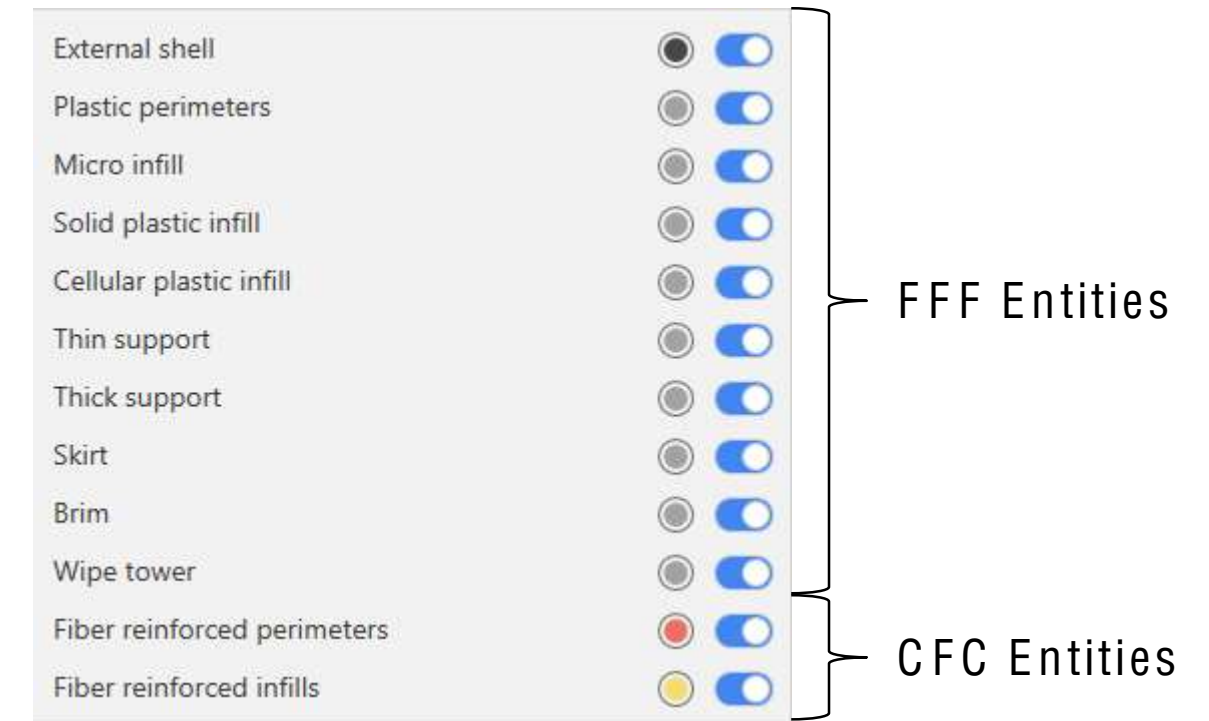 External shell
Plastic perimeters
Micro infill
Solid plastic infill
Cellular plastic infill
FFF Entities
Thin support
Thick support
Skirt
Brim
Wipe tower
Fiber reinforced perimeters
CFC Entities
Fiber reinforced infills